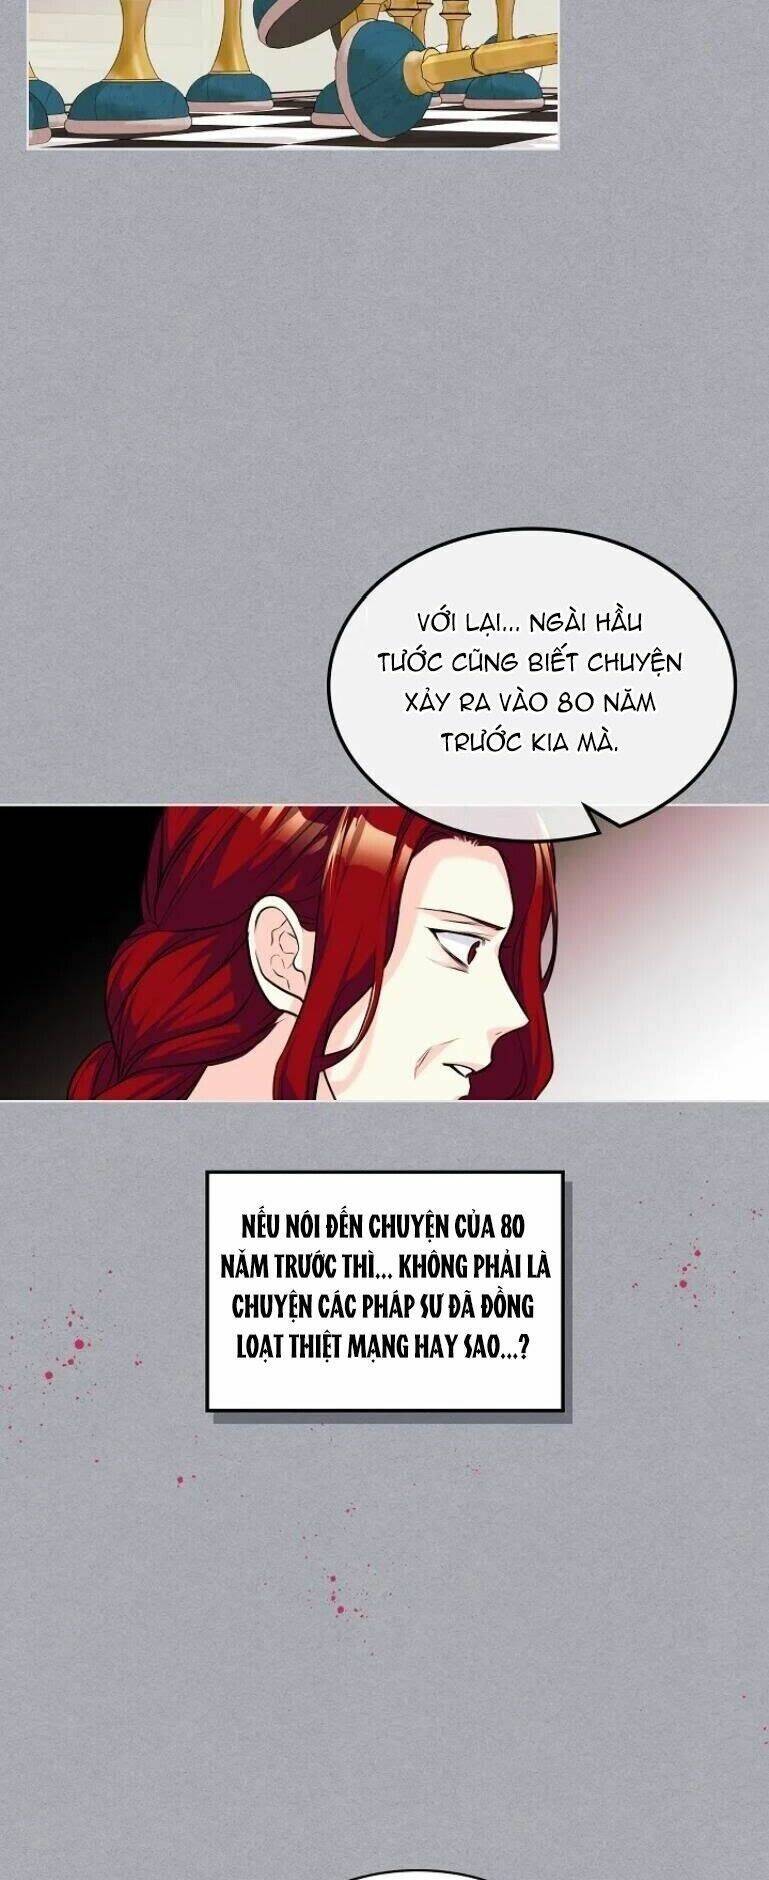 VỚI LẠI... NGÀI HẦU
TƯỚC CŨNG BIẾT CHUYỆN
XẢY RA VÀO 80 NĂM
TRƯỚC KIA MÀ.
NẾU NÓI ĐẾN CHUYỆN CỦA 80
NĂM TRƯỚC THÌ... KHÔNG PHẢI LÀ
CHUYỆN CÁC PHÁP SƯ ĐÃ ĐỒNG
LOẠT THIỆT MẠNG HAY SAO...?